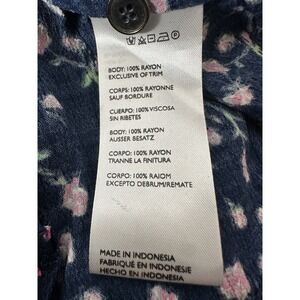 BODY: 100% RAYON
EXCLUSIVE OF TRIM
CORPS: 100% RAYONNE
SAUF BORDURE
CUERPO: 100% VISCOSA
SIN RIBETES
BODY: 100% RAYON
AUSSER BESATZ
CORPO: 100% RAYON
TRANNE LA FINITURA
CORPO: 100% RAIOM
EXCEPTO DEBRUM/REMATE
MADE IN INDONESIA
FABRIQUÉ EN INDONÉSIE
HECHO EN INDONESIA